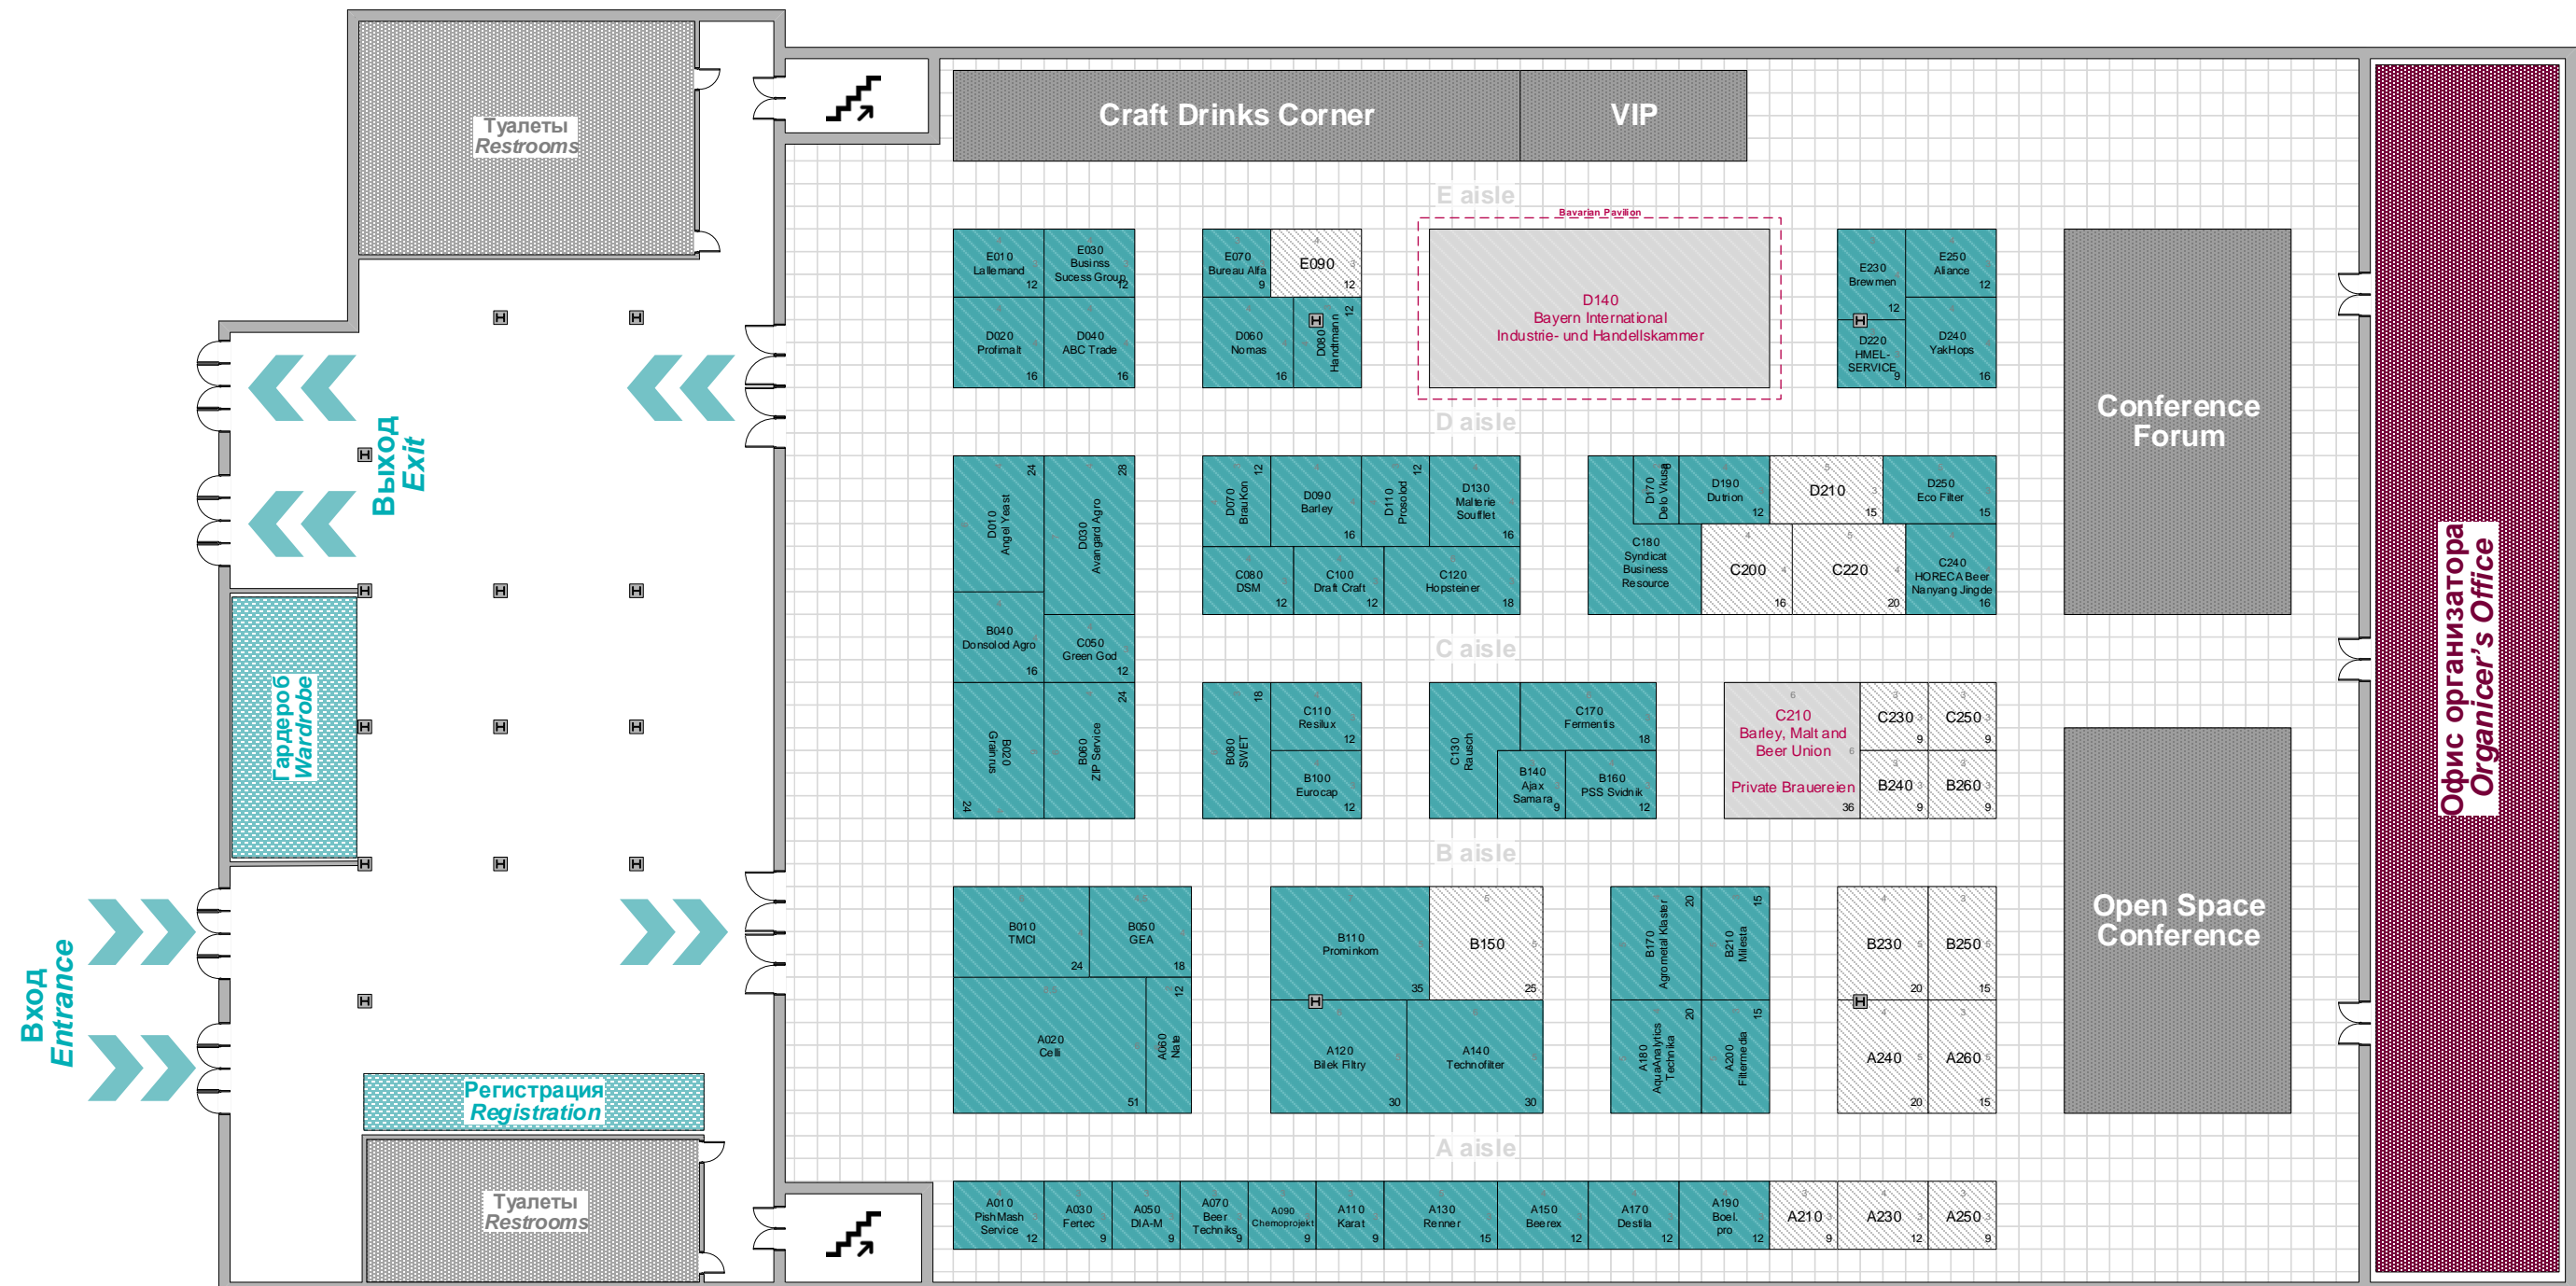 Туалеты
Restrooms
Craft Drinks Corner
VIP
E aisle
Bavarian Pavilion
E010
Lallemand
12
E030
Businss
Sucess Group
12
E070
Bureau Alfa
9
E090
12
D140
Bayern International
Industrie- und Handellskammer
E230
Brewmen
12
E250
Aliance
12
D020
Profimalt
16
D040
ABC Trade
16
D060
Nomas
16
D080
Handtmann
12
D220
HMEL-
SERVICE
9
D240
YakHops
16
Conference
Forum
Выход
Exit
D aisle
D010
Angel Yeast
24
D030
Avangard Agro
28
D070
BrauKon
12
D090
Barley
16
D110
Prosolod
12
D130
Malterie
Soufflet
16
D170
Delo Vkusa
D190
Dutrion
12
D210
15
D250
Eco Filter
15
C080
DSM
12
C100
Draft Craft
12
C120
Hopsteiner
18
C180
Syndicat
Business
Resource
C200
16
C220
20
C240
HORECA Beer
Nanyang Jingde
16
B040
Donsolod Agro
16
C050
Green God
12
C aisle
Гардероб
Wardrobe
B020
Grainrus
24
B060
ZIP Service
24
B080
SWET
18
C110
Resilux
12
B100
Eurocap
12
C130
Rausch
C170
Fermentis
18
B140
Ajax
Samara
9
B160
PSS Svidnik
12
C210
Barley, Malt and
Beer Union
Private Brauereien
36
C230
9
C250
9
B240
9
B260
9
Офис организатора
Organicer's Office
B aisle
Вход
Entrance
B010
TMCI
24
B050
GEA
18
B110
Prominkom
35
B150
25
B170
Agrometal Klaster
20
B210
Milesta
15
B230
20
B250
15
Open Space
Conference
A020
Celli
51
A060
Nate
12
A120
Bilek Filtry
30
A140
Technofilter
30
A180
AquaAnalytics
Technika
20
A200
Filtermedia
15
A240
20
A260
15
Регистрация
Registration
A aisle
Туалеты
Restrooms
A010
PishMash
Service
12
A030
Fertec
9
A050
DIA-M
9
A070
Beer
Techniks
9
A090
Chemoprojekt
9
A110
Karat
9
A130
Renner
15
A150
Beerex
12
A170
Destila
12
A190
Boel.
pro
12
A210
9
A230
12
A250
9